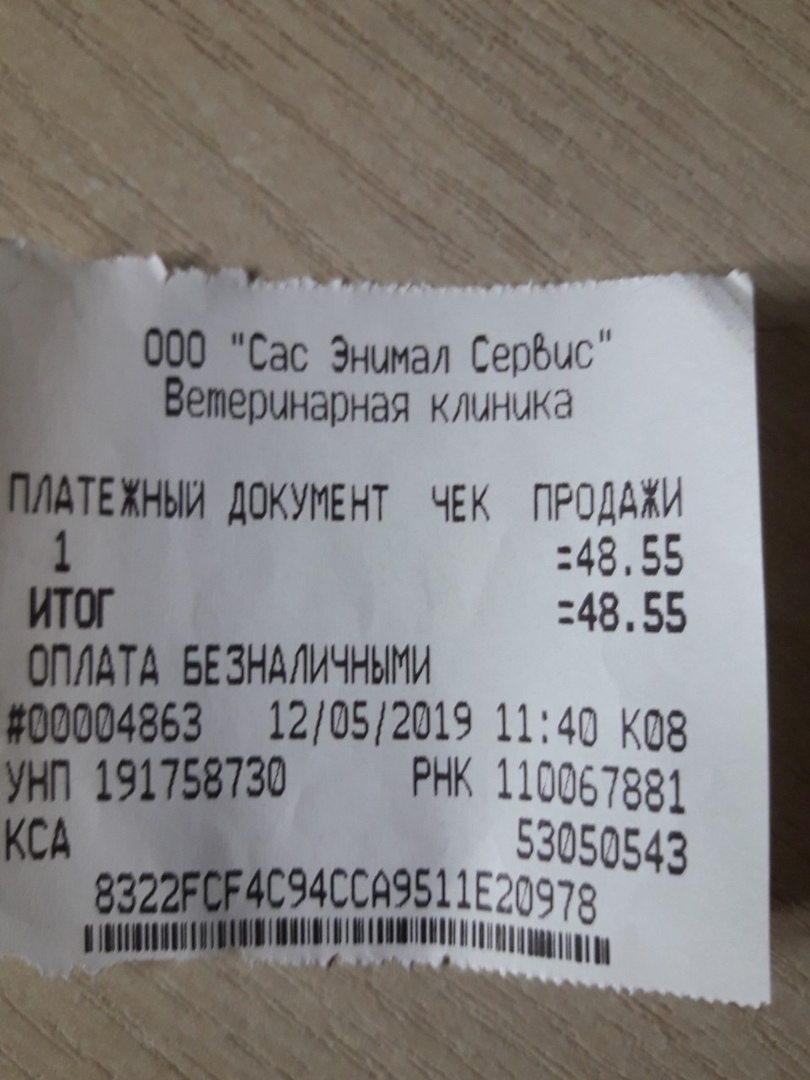 ООО "Сас Энимал Сервис"
Ветеринарная клиника
ПЛАТЕЖНЫЙ ДОКУМЕНТ ЧЕК ПРОДАЖИ
1 =48.55
ИТОГ =48.55
ОПЛАТА БЕЗНАЛИЧНЫМИ
#00004863 12/05/2019 11:40 К08
УНП 191758730 РНК 110067881
КСА 53050543
8322FCF4C94CCA9511E20978